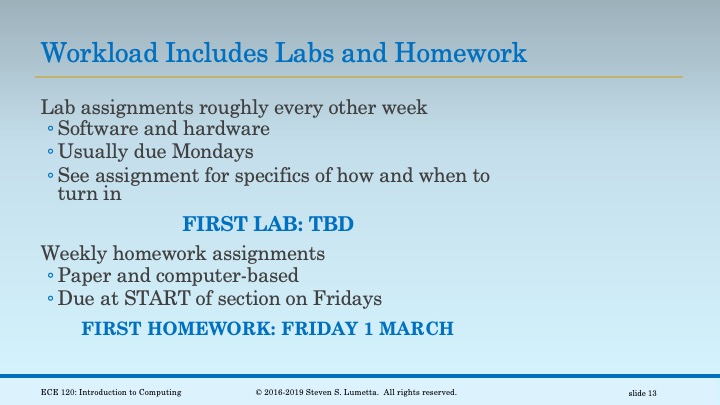 Workload Includes Labs and Homework
Lab assignments roughly every other week
◦ Software and hardware
◦ Usually due Mondays
◦ See assignment for specifics of how and when to
turn in
FIRST LAB: TBD
Weekly homework assignments
◦ Paper and computer-based
◦ Due at START of section on Fridays
FIRST HOMEWORK: FRIDAY 1 MARCH
ECE 120: Introduction to Computing © 2016-2019 Steven S. Lumetta. All rights reserved. slide 13